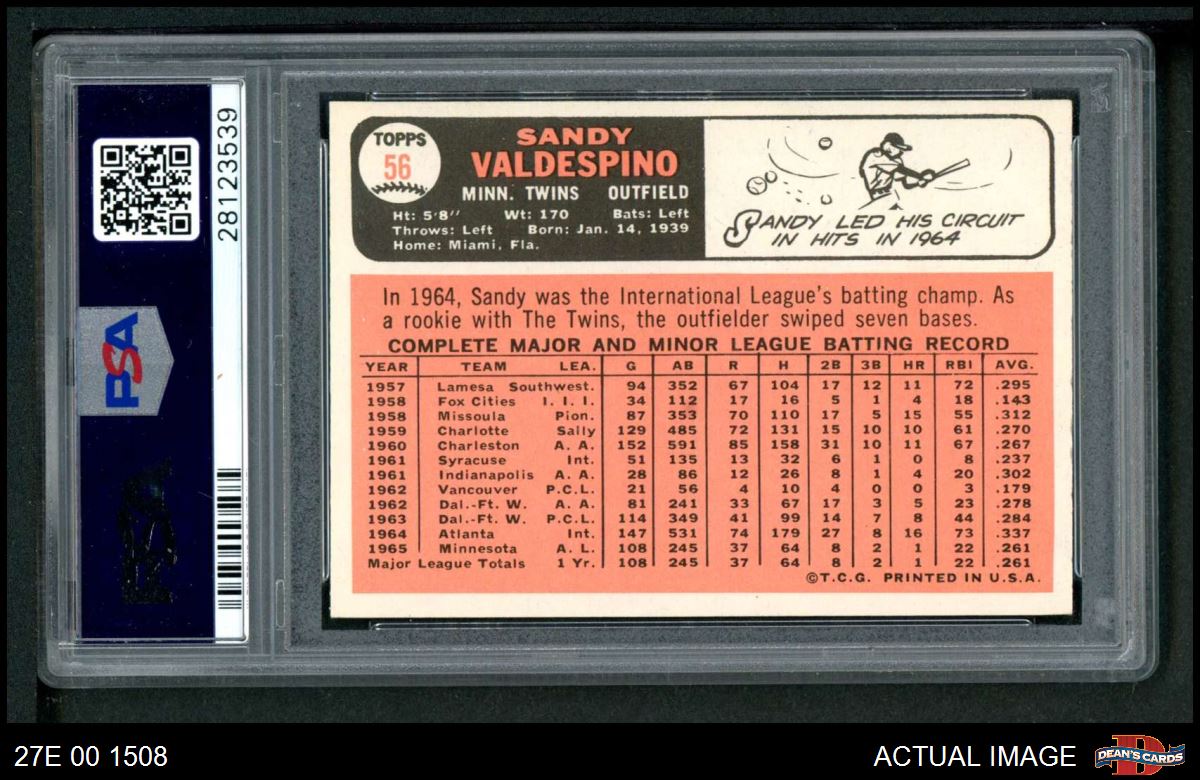 28123539
PSA
TOPPS
56
SANDY
VALDESPINO
MINN. TWINS OUTFIELD
Ht: 5'8'' Wt: 170 Bats: Left
Throws: Left Born: Jan. 14, 1939
Home: Miami, Fla.
SANDY LED HIS CIRCUIT
IN HITS IN 1964
In 1964, Sandy was the International League's batting champ. As
a rookie with The Twins, the outfielder swiped seven bases.
COMPLETE MAJOR AND MINOR LEAGUE BATTING RECORD
YEAR TEAM LEA. G AB R H 2B 3B HR RBI AVG.
1957 Lamesa Southwest. 94 352 67 104 17 12 11 72 .295
1958 Fox Cities I. I. I. 34 112 17 16 5 1 4 18 .143
1958 Missoula Pion. 87 353 70 110 17 5 15 55 .312
1959 Charlotte Sally 129 485 72 131 15 10 10 61 .270
1960 Charleston A. A. 152 591 85 158 31 10 11 67 .267
1961 Syracuse Int. 51 135 13 32 6 1 0 8 .237
1961 Indianapolis A. A. 28 86 12 26 8 1 4 20 .302
1962 Vancouver P.C.L. 21 56 4 10 4 0 0 3 .179
1962 Dal.-Ft. W. A. A. 81 241 33 67 17 3 5 23 .278
1963 Dal.-Ft. W. P.C.L. 114 349 41 99 14 7 8 44 .284
1964 Atlanta Int. 147 531 74 179 27 8 16 73 .337
1965 Minnesota A. L. 108 245 37 64 8 2 1 22 .261
Major League Totals 1 Yr. 108 245 37 64 8 2 1 22 .261
©T.C.G. PRINTED IN U.S.A.
27E 00 1508
ACTUAL IMAGE
DEAN'S CARDS